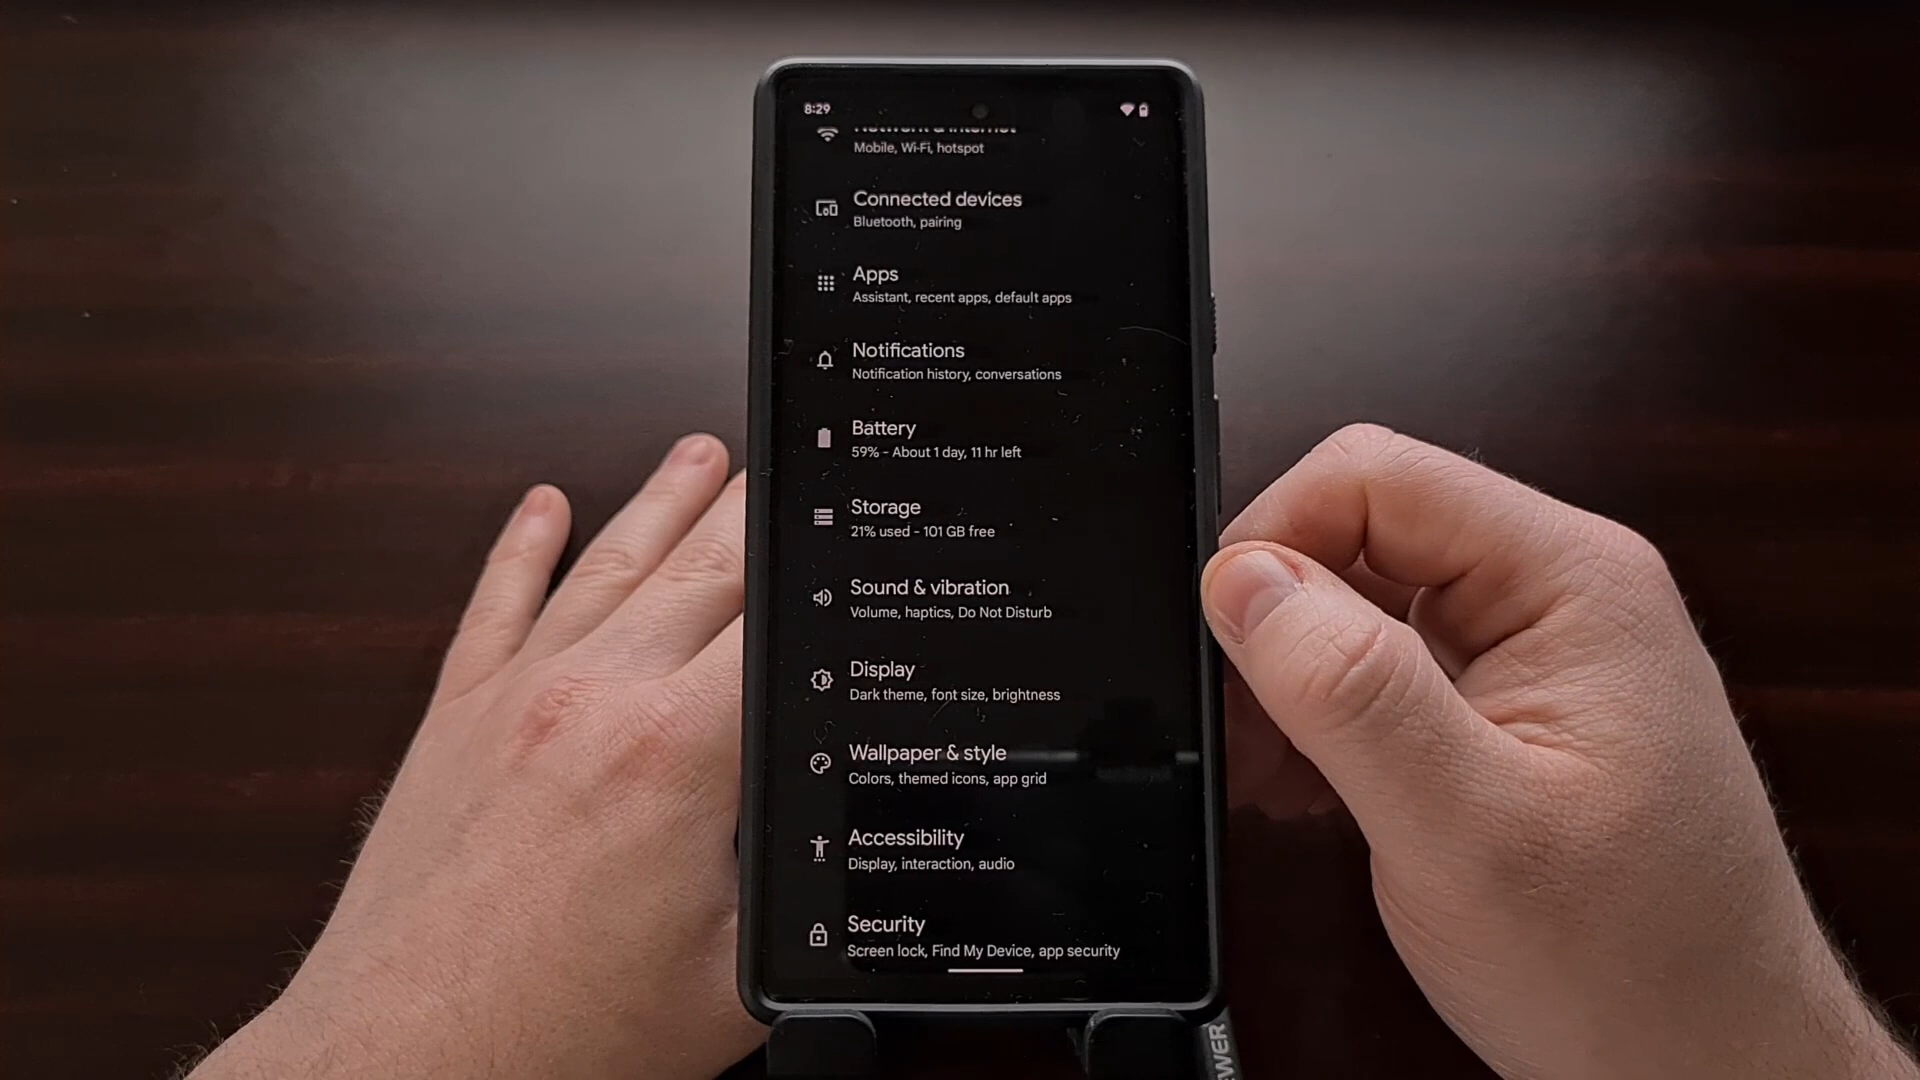 8:29
Network & internet
Mobile, Wi-Fi, hotspot
Connected devices
Bluetooth, pairing
Apps
Assistant, recent apps, default apps
Notifications
Notification history, conversations
Battery
59% - About 1 day, 11 hr left
Storage
21% used - 101 GB free
Sound & vibration
Volume, haptics, Do Not Disturb
Display
Dark theme, font size, brightness
Wallpaper & style
Colors, themed icons, app grid
Accessibility
Display, interaction, audio
Security
Screen lock, Find My Device, app security